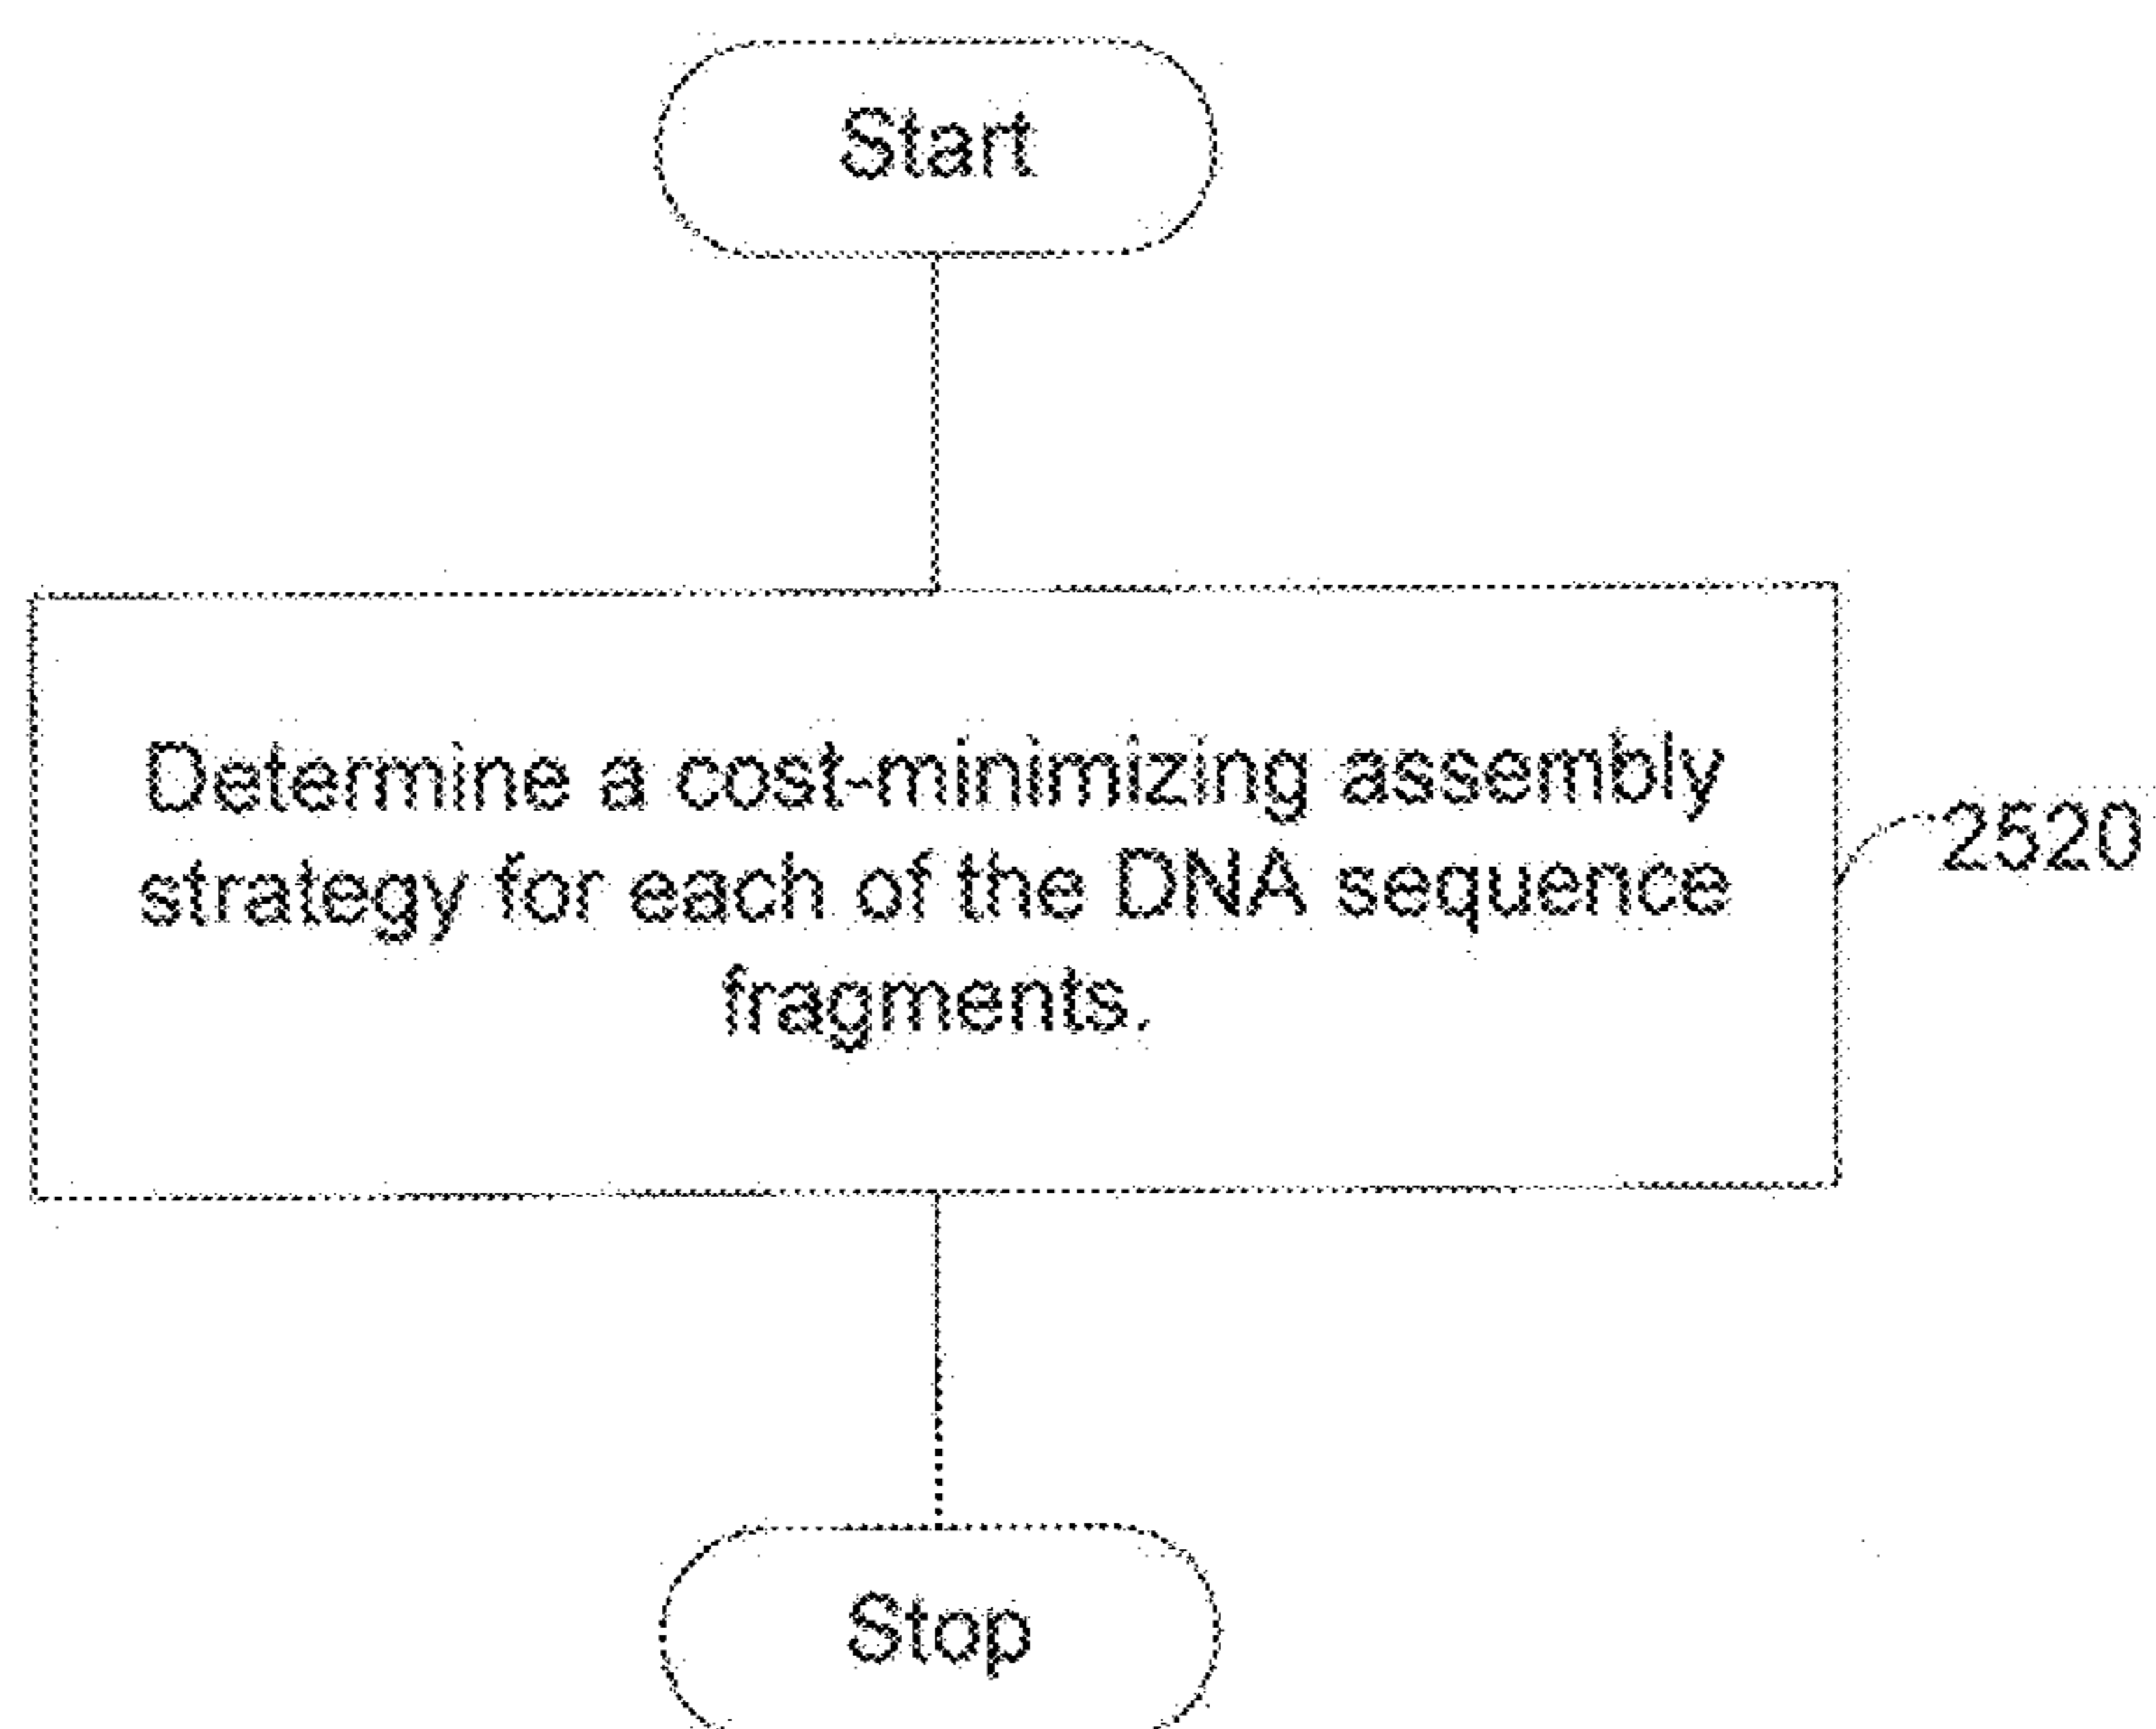 Start
Determine a cost-minimizing assembly
strategy for each of the DNA sequence
fragments.
2520
Stop